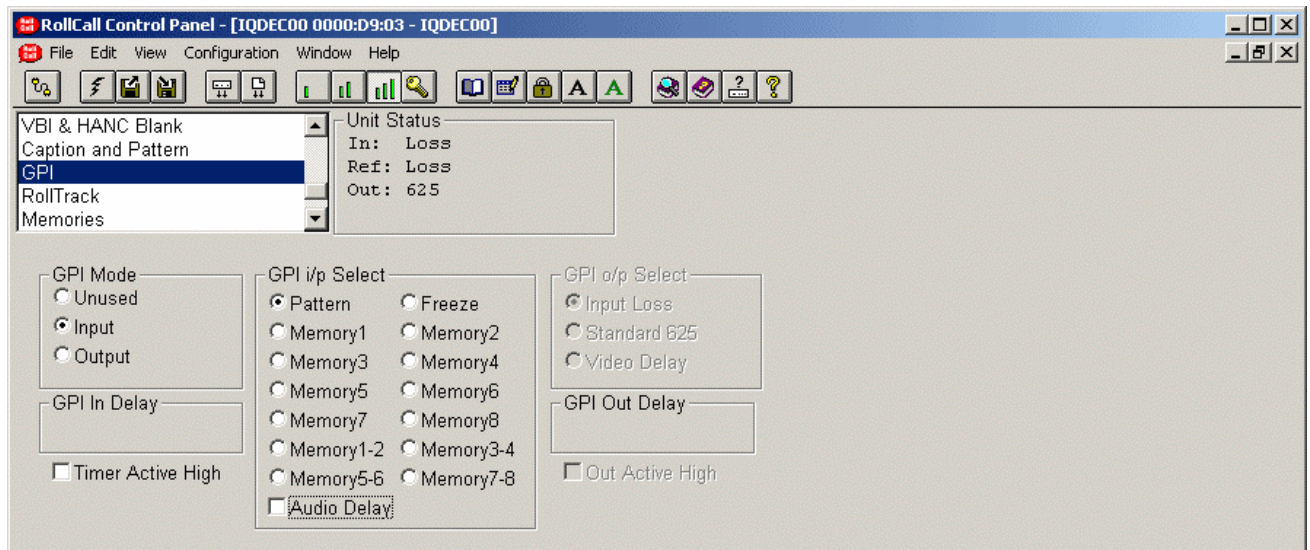 RollCall Control Panel - [IQDEC00 0000:D9:03 - IQDEC00]
File Edit View Configuration Window Help
A A
VBI & HANC Blank
Caption and Pattern
GPI
RollTrack
Memories
Unit Status
In: Loss
Ref: Loss
Out: 625
GPI Mode
Unused
Input
Output
GPI In Delay
Timer Active High
GPI i/p Select
Pattern Freeze
Memory1 Memory2
Memory3 Memory4
Memory5 Memory6
Memory7 Memory8
Memory1-2 Memory3-4
Memory5-6 Memory7-8
Audio Delay
GPI o/p Select
Input Loss
Standard 625
Video Delay
GPI Out Delay
Out Active High